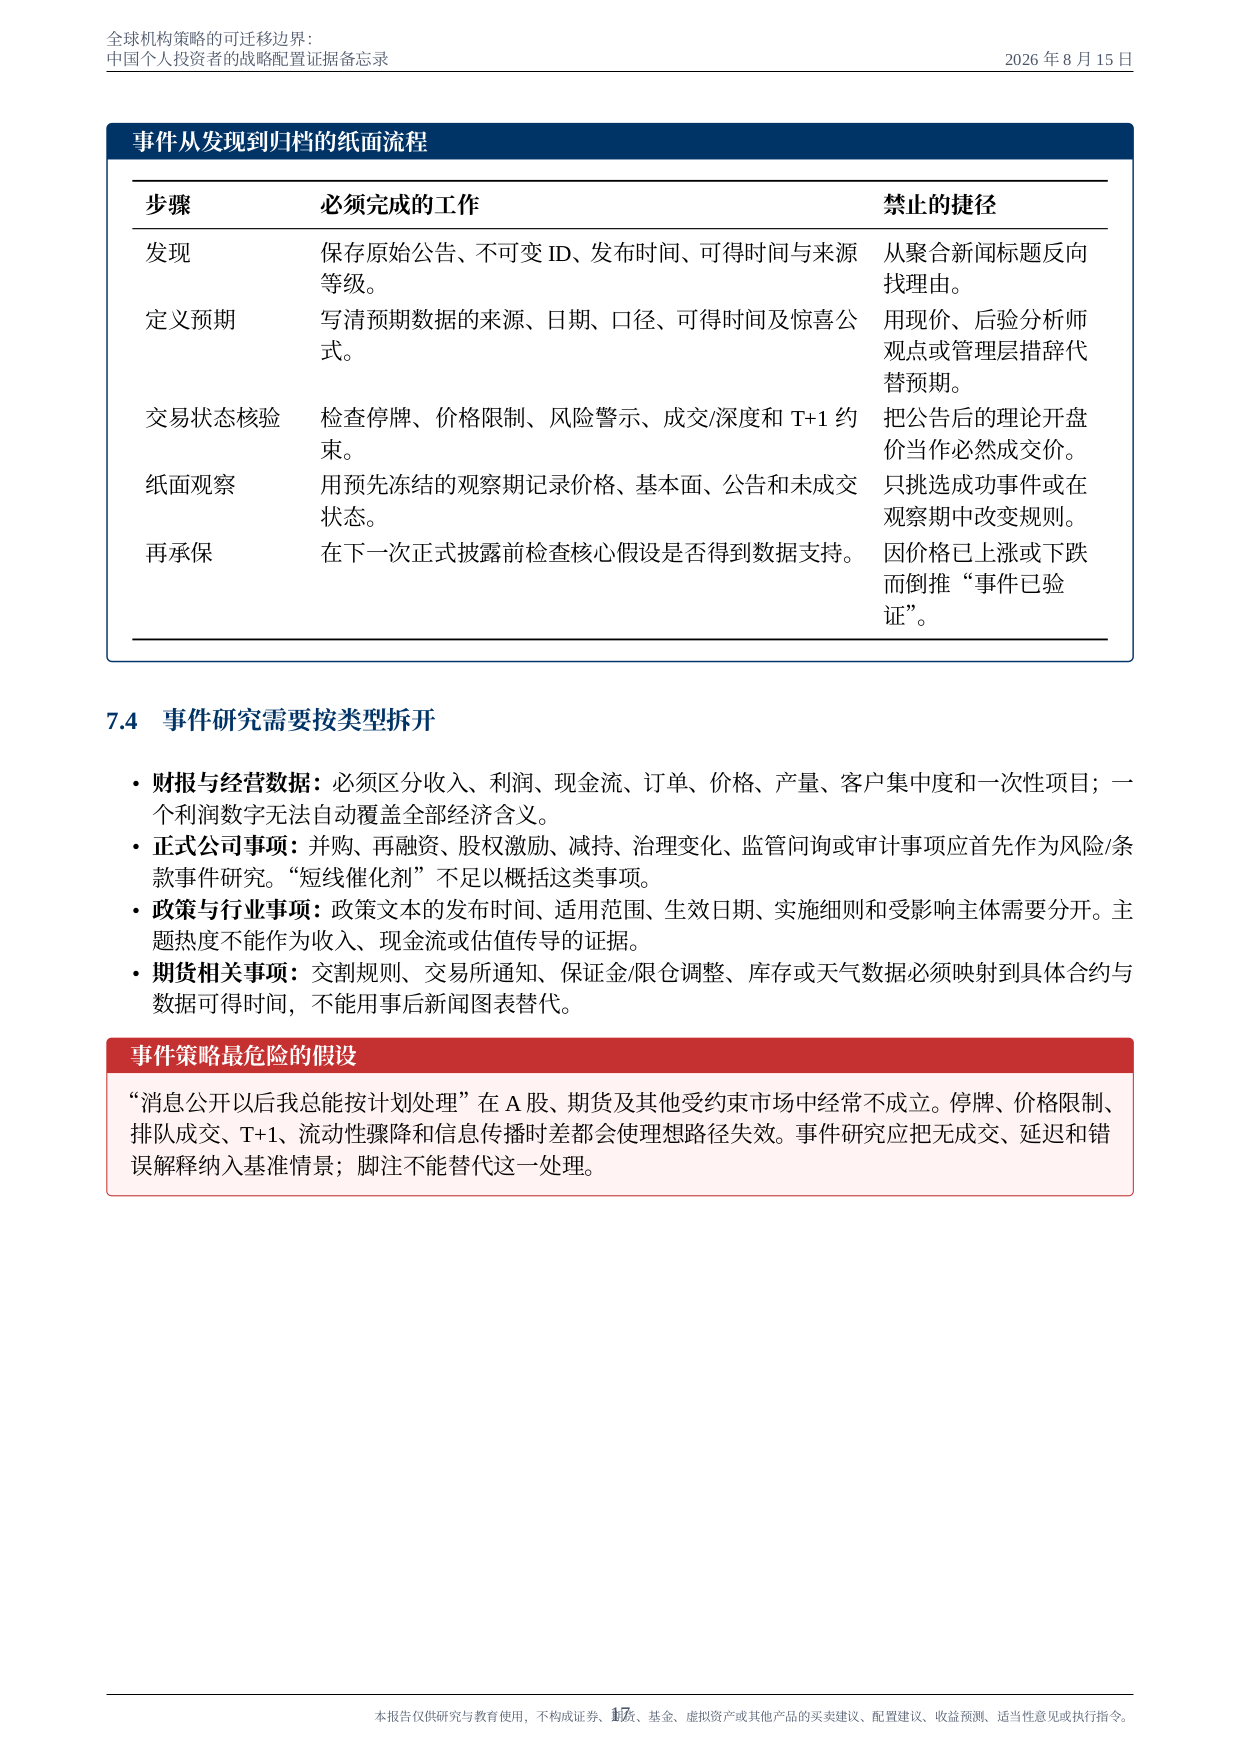 全球机构策略的可迁移边界：
中国个人投资者的战略配置证据备忘录
2026 年 8 月 15 日
事件从发现到归档的纸面流程
步骤
必须完成的工作
禁止的捷径
发现
保存原始公告、不可变 ID、发布时间、可得时间与来源
等级。
从聚合新闻标题反向
找理由。
定义预期
写清预期数据的来源、日期、口径、可得时间及惊喜公
式。
用现价、后验分析师
观点或管理层措辞代
替预期。
交易状态核验
检查停牌、价格限制、风险警示、成交/深度和 T+1 约
束。
把公告后的理论开盘
价当作必然成交价。
纸面观察
用预先冻结的观察期记录价格、基本面、公告和未成交
状态。
只挑选成功事件或在
观察期中改变规则。
再承保
在下一次正式披露前检查核心假设是否得到数据支持。
因价格已上涨或下跌
而倒推“事件已验
证”。
7.4 事件研究需要按类型拆开
• 财报与经营数据：必须区分收入、利润、现金流、订单、价格、产量、客户集中度和一次性项目；一
个利润数字无法自动覆盖全部经济含义。
• 正式公司事项：并购、再融资、股权激励、减持、治理变化、监管问询或审计事项应首先作为风险/条
款事件研究。“短线催化剂”不足以概括这类事项。
• 政策与行业事项：政策文本的发布时间、适用范围、生效日期、实施细则和受影响主体需要分开。主
题热度不能作为收入、现金流或估值传导的证据。
• 期货相关事项：交割规则、交易所通知、保证金/限仓调整、库存或天气数据必须映射到具体合约与
数据可得时间，不能用事后新闻图表替代。
事件策略最危险的假设
“消息公开以后我总能按计划处理”在 A 股、期货及其他受约束市场中经常不成立。停牌、价格限制、
排队成交、T+1、流动性骤降和信息传播时差都会使理想路径失效。事件研究应把无成交、延迟和错
误解释纳入基准情景；脚注不能替代这一处理。
本报告仅供研究与教育使用，不构成证券、期货、基金、虚拟资产或其他产品的买卖建议、配置建议、收益预测、适当性意见或执行指令。
17